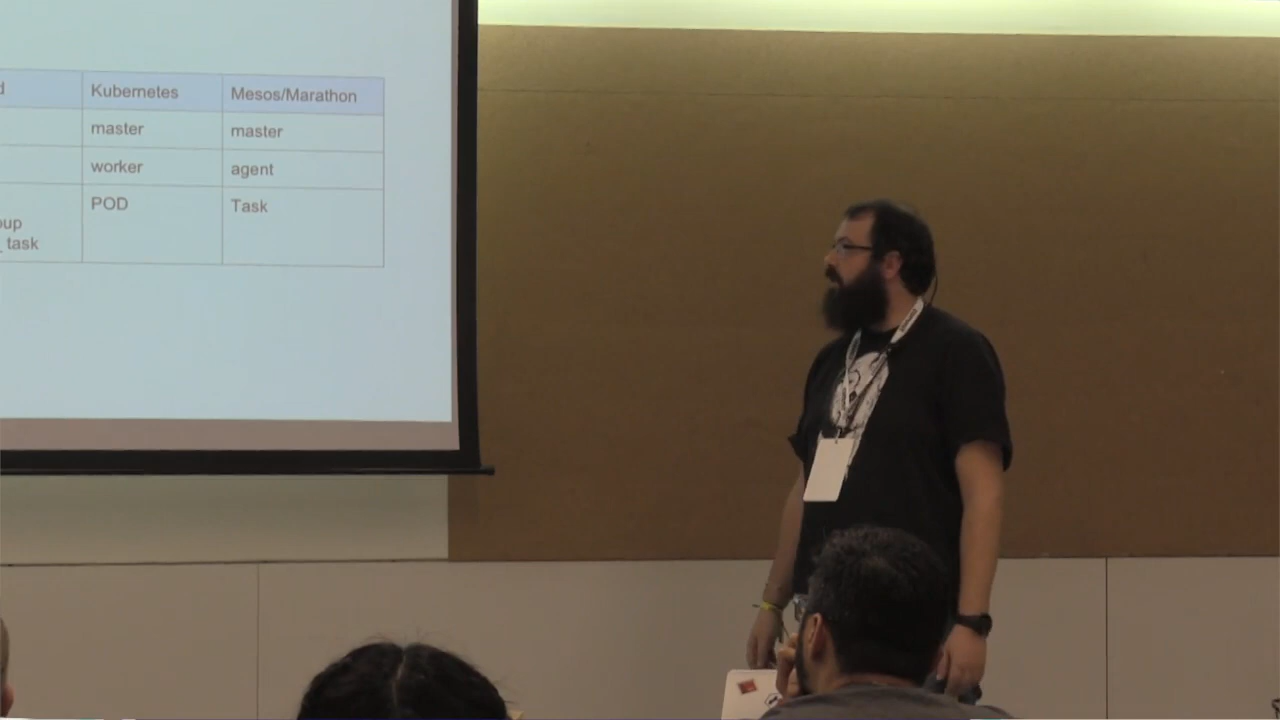 d Kubernetes Mesos/Marathon
master master
worker agent
POD Task
oup
_task